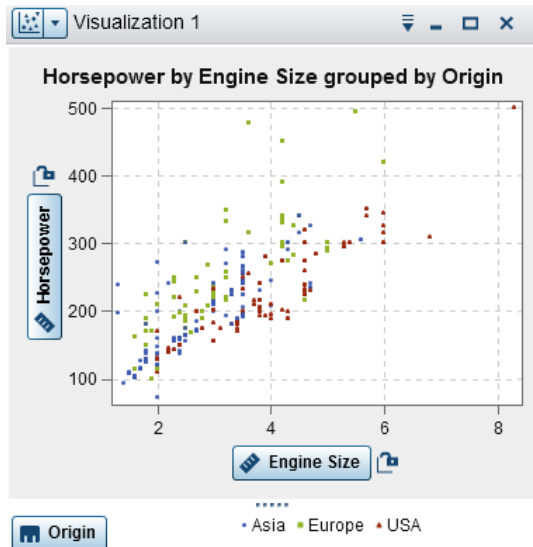 Visualization 1
Horsepower by Engine Size grouped by Origin
500
400
300
200
100
Horsepower
2 4 6 8
Engine Size
Origin
Asia Europe USA